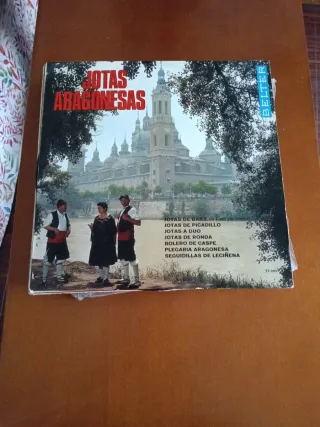 JOTAS
ARAGONESAS
BELTER
JOTAS DE BAILE
JOTAS DE PICADILLO
JOTAS A DUO
JOTAS DE RONDA
BOLERO DE CASPE
PLEGARIA ARAGONESA
SEGUIDILLAS DE LECIÑENA